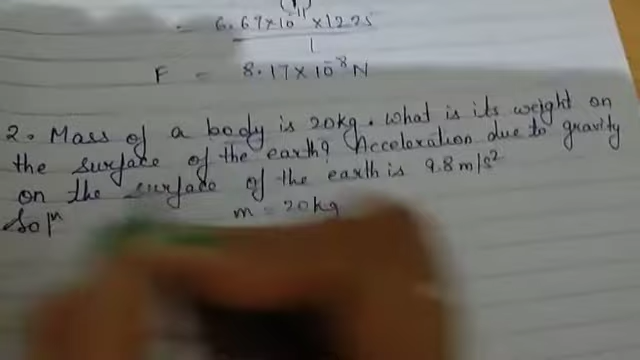 6.67×10⁻¹¹ × 1225
1
F = 8.17×10⁻⁸ N
2. Mass of a body is 20kg. what is its weight on
the surface of the earth? Acceleration due to gravity
on the surface of the earth is 9.8 m/s²
Solⁿ m = 20kg